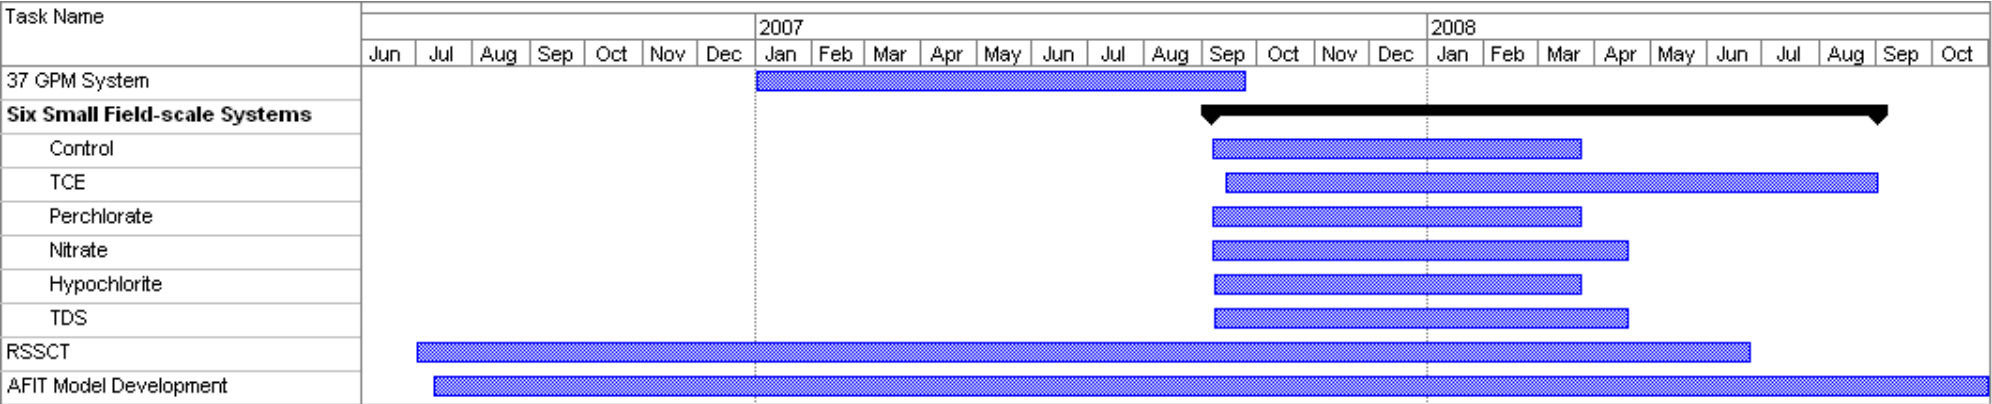 Task Name
2007 2008
Jun Jul Aug Sep Oct Nov Dec Jan Feb Mar Apr May Jun Jul Aug Sep Oct Nov Dec Jan Feb Mar Apr May Jun Jul Aug Sep Oct
37 GPM System
Six Small Field-scale Systems
Control
TCE
Perchlorate
Nitrate
Hypochlorite
TDS
RSSCT
AFIT Model Development